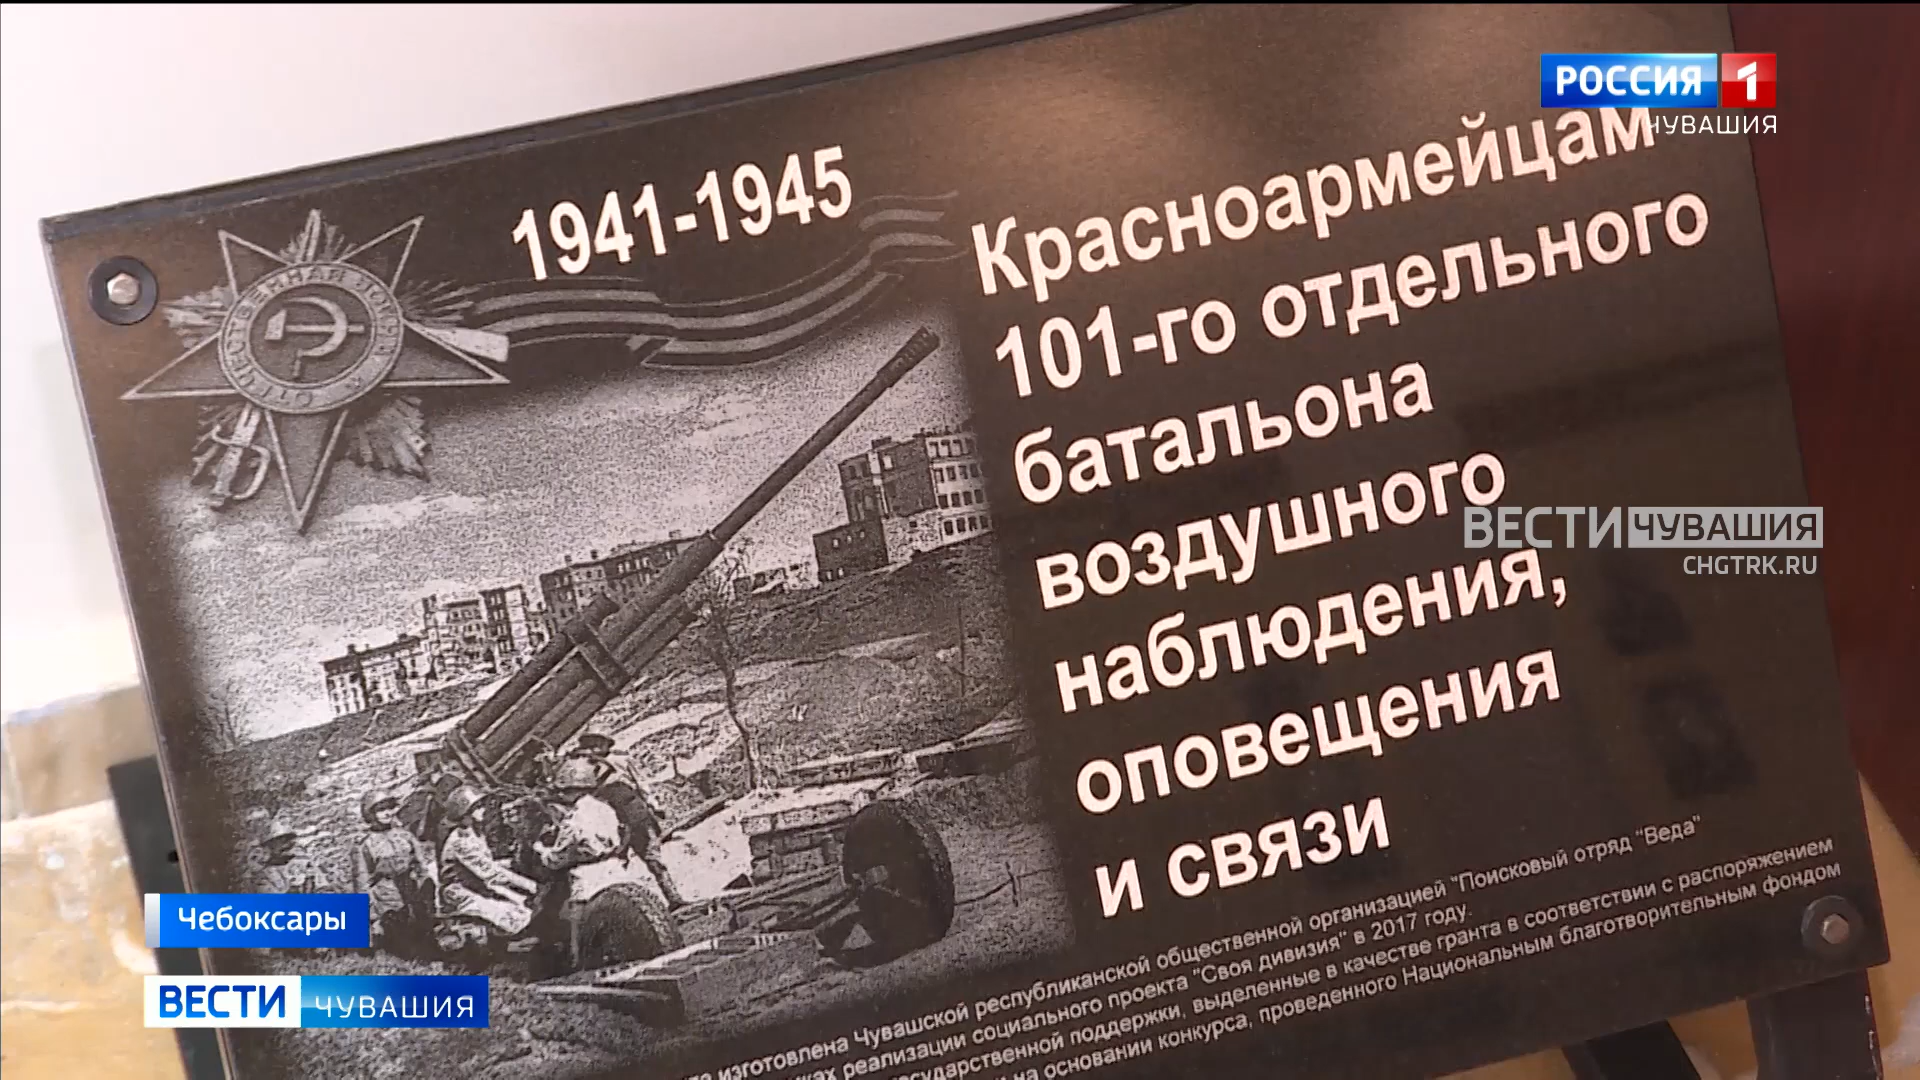 РОССИЯ 1
ЧУВАШИЯ
1941-1945
ОТЕЧЕСТВЕННАЯ ВОЙНА
Красноармейцам
101-го отдельного
батальона
воздушного
наблюдения,
оповещения
и связи
ВЕСТИ ЧУВАШИЯ
CHGTRK.RU
изготовлена Чувашской республиканской общественной организацией "Поисковый отряд "Веда"
реализации социального проекта "Своя дивизия" в 2017 году.
поддержки, выделенные в качестве гранта в соответствии с распоряжением
на основании конкурса, проведенного Национальным благотворительным фондом
Чебоксары
ВЕСТИ ЧУВАШИЯ